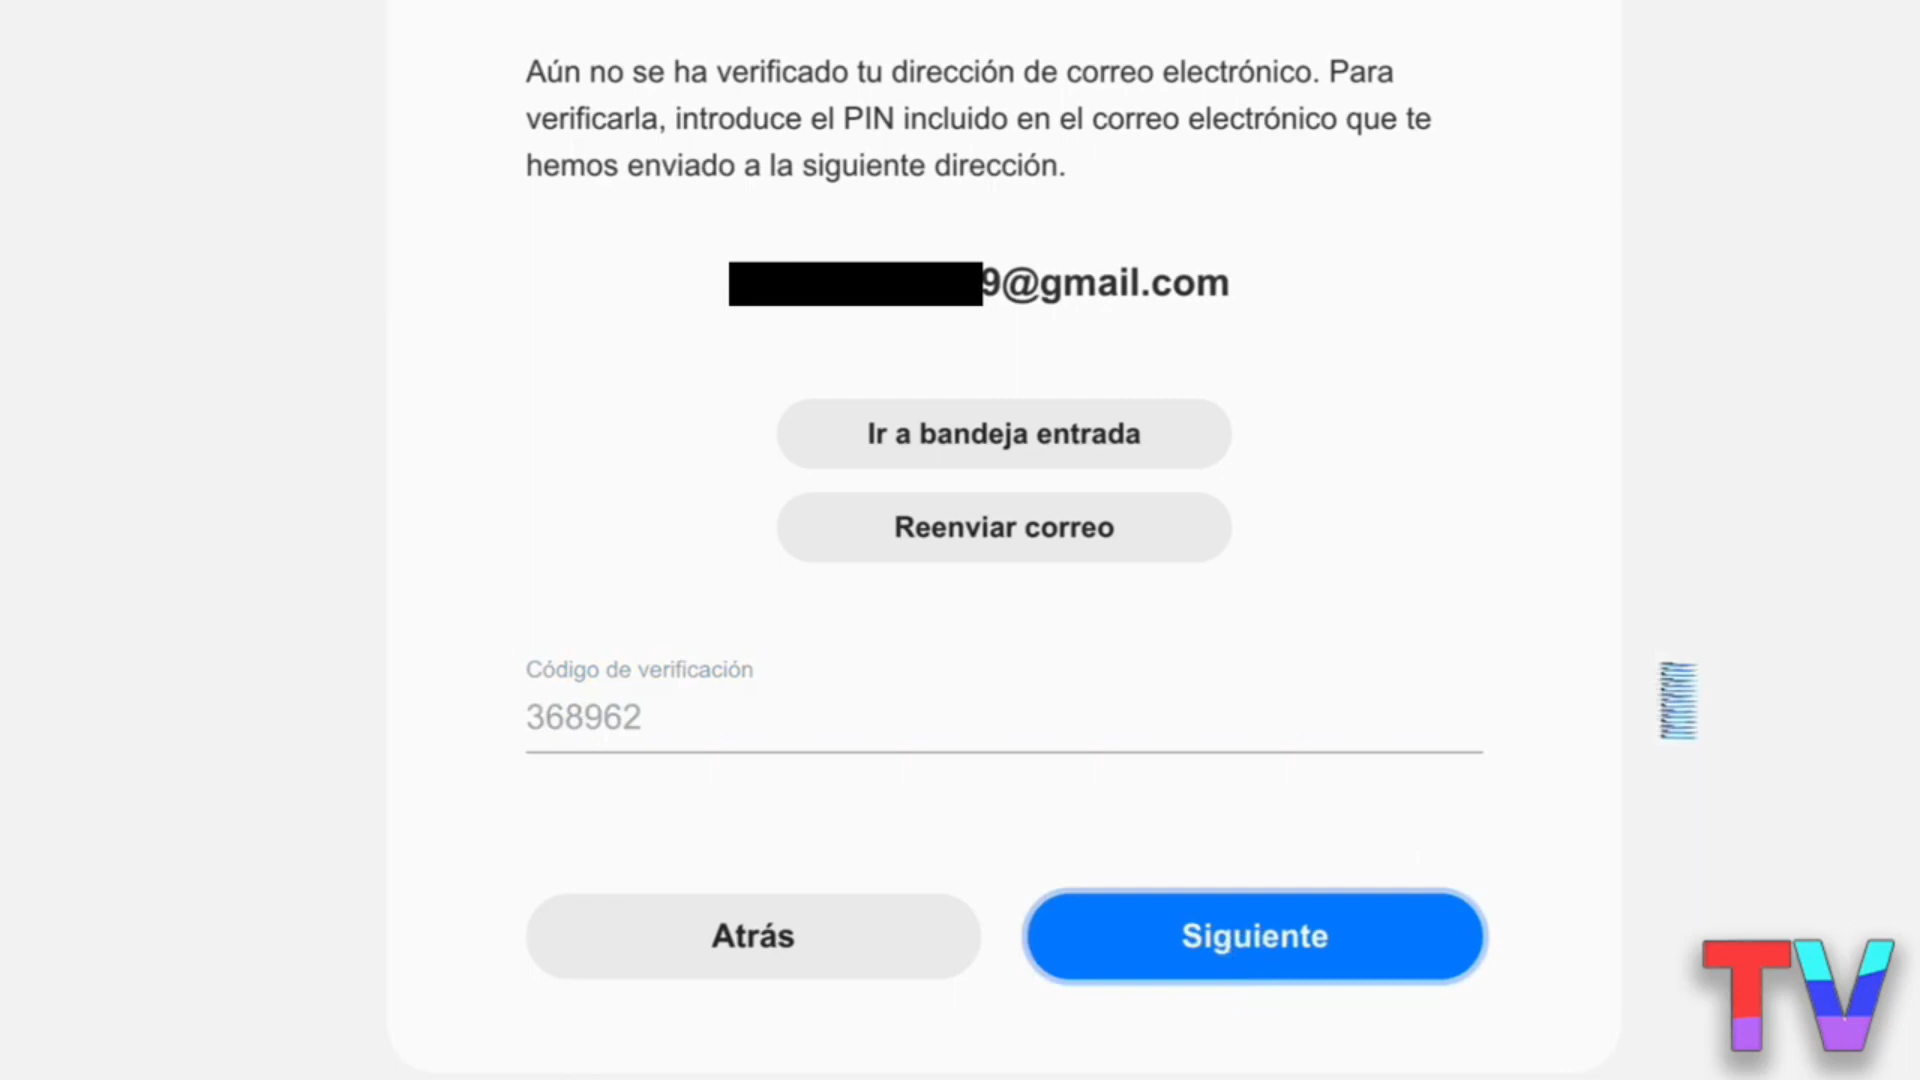 Aún no se ha verificado tu dirección de correo electrónico. Para
verificarla, introduce el PIN incluido en el correo electrónico que te
hemos enviado a la siguiente dirección.
9@gmail.com
Ir a bandeja entrada
Reenviar correo
Código de verificación
368962
Atrás
Siguiente
TV